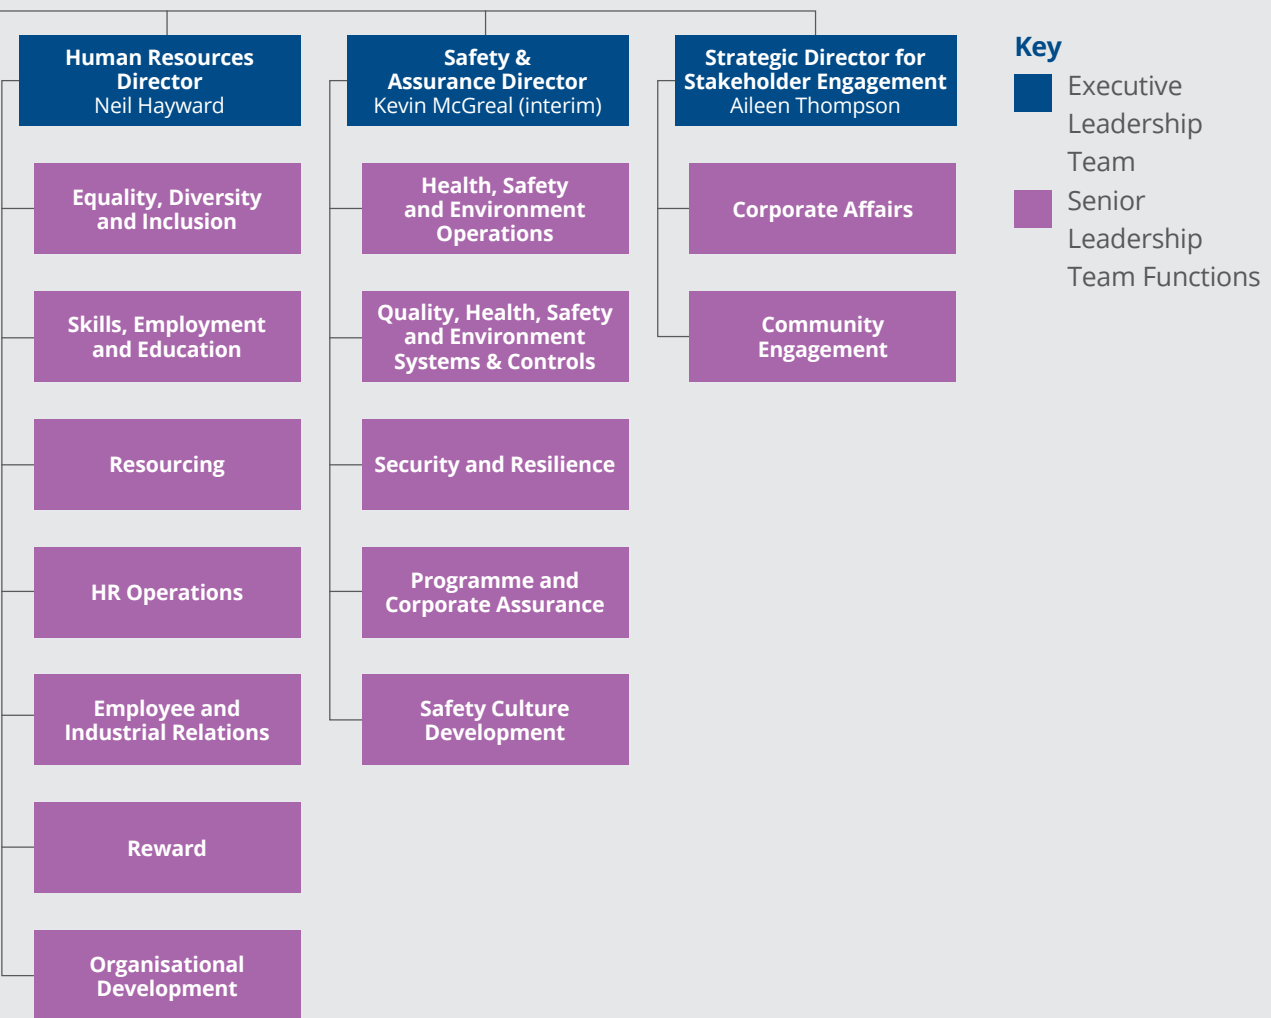 Human Resources
Director
Neil Hayward
Equality, Diversity
and Inclusion
Skills, Employment
and Education
Resourcing
HR Operations
Employee and
Industrial Relations
Reward
Organisational
Development
Safety &
Assurance Director
Kevin McGreal (interim)
Health, Safety
and Environment
Operations
Quality, Health, Safety
and Environment
Systems & Controls
Security and Resilience
Programme and
Corporate Assurance
Safety Culture
Development
Strategic Director for
Stakeholder Engagement
Aileen Thompson
Corporate Affairs
Community
Engagement
Key
Executive
Leadership
Team
Senior
Leadership
Team Functions